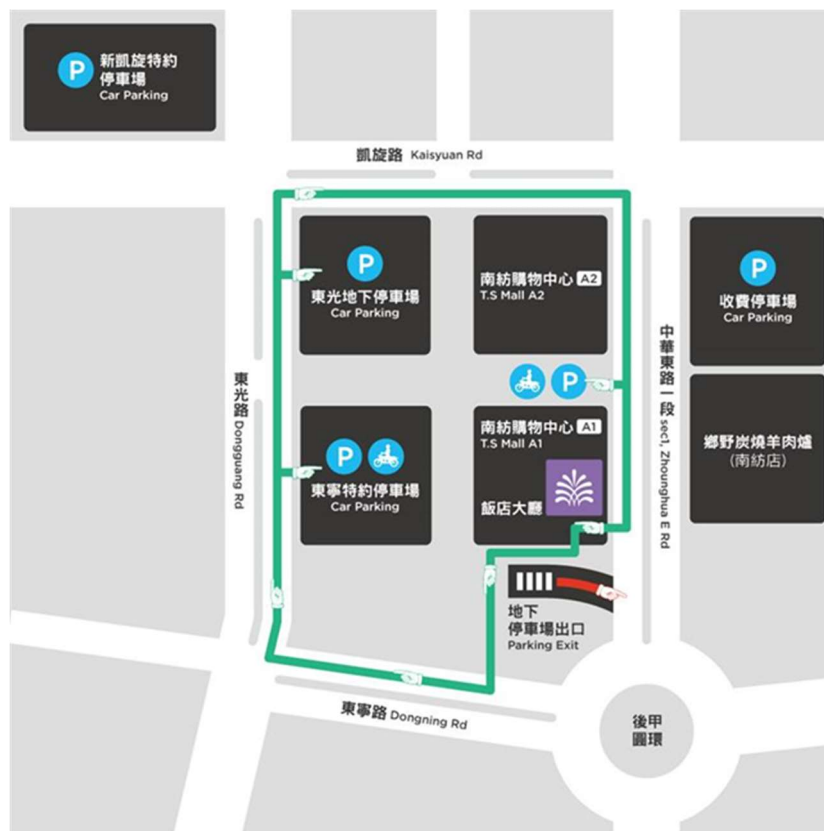 P
新凱旋特約
停車場
Car Parking
凱旋路 Kaisyuan Rd
P
東光地下停車場
Car Parking
南紡購物中心 A2
T.S Mall A2
P
收費停車場
Car Parking
中華東路一段 sec1, Zhounghua E Rd
東光路 Dongguang Rd
P
P
東寧特約停車場
Car Parking
南紡購物中心 A1
T.S Mall A1
飯店大廳
鄉野炭燒羊肉爐
(南紡店)
地下
停車場出口
Parking Exit
東寧路 Dongning Rd
後甲
圓環